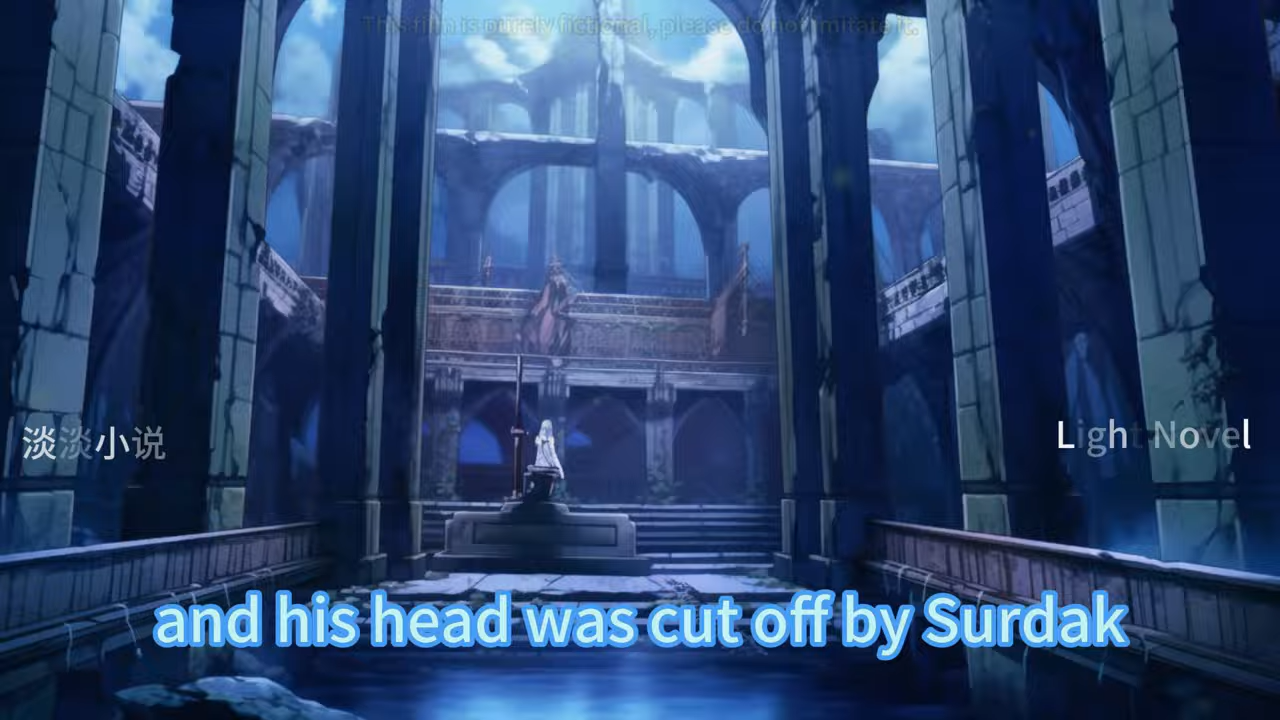 This film is purely fictional, please do not imitate it.
淡淡小说
Light Novel
and his head was cut off by Surdak